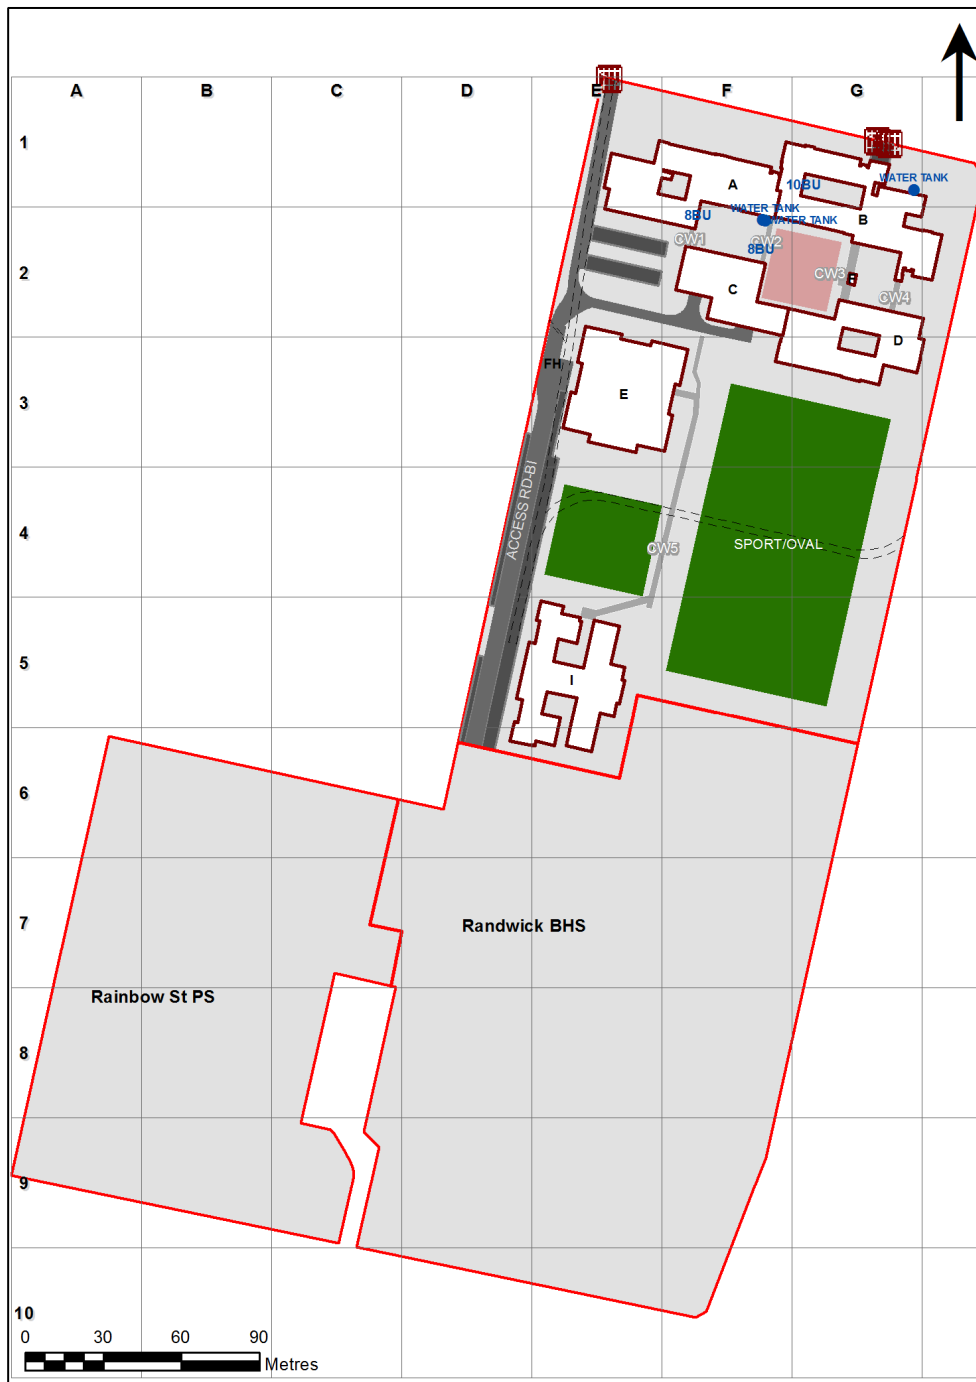 A B C D E F G
1
A
10BU
WATER TANK
8BU
WATER TANK
WATER TANK
B
CW1
CW2
8BU
2
CW3
C
CW4
D
FH
E
3
ACCESS RD-BI
4
SPORT/OVAL
CW5
5
I
6
7
Randwick BHS
Rainbow St PS
8
9
10
0 30 60 90
Metres